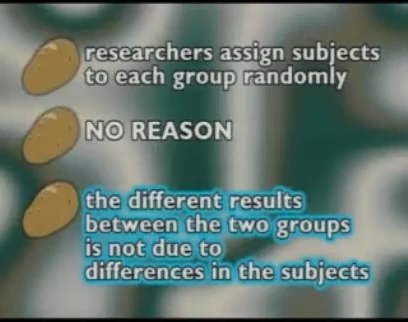 researchers assign subjects
to each group randomly
NO REASON
the different results
between the two groups
is not due to
differences in the subjects